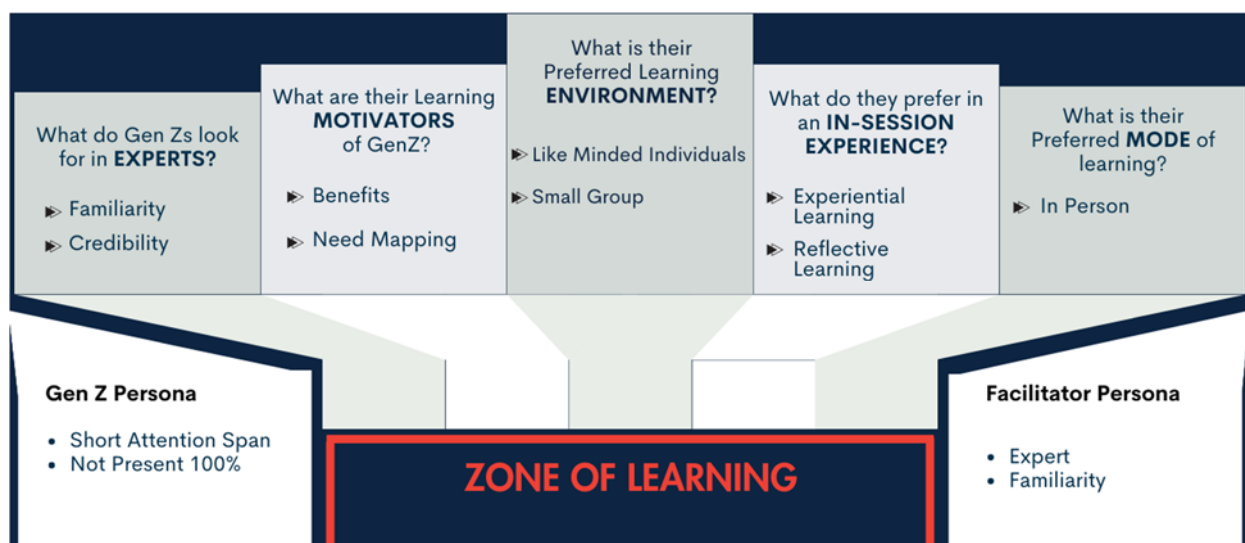 What do Gen Zs look
for in EXPERTS?
Familiarity
Credibility
What are their Learning
MOTIVATORS
of GenZ?
Benefits
Need Mapping
What is their
Preferred Learning
ENVIRONMENT?
Like Minded Individuals
Small Group
What do they prefer in
an IN-SESSION
EXPERIENCE?
Experiential
Learning
Reflective
Learning
What is their
Preferred MODE of
learning?
In Person
Gen Z Persona
• Short Attention Span
• Not Present 100%
ZONE OF LEARNING
Facilitator Persona
• Expert
• Familiarity